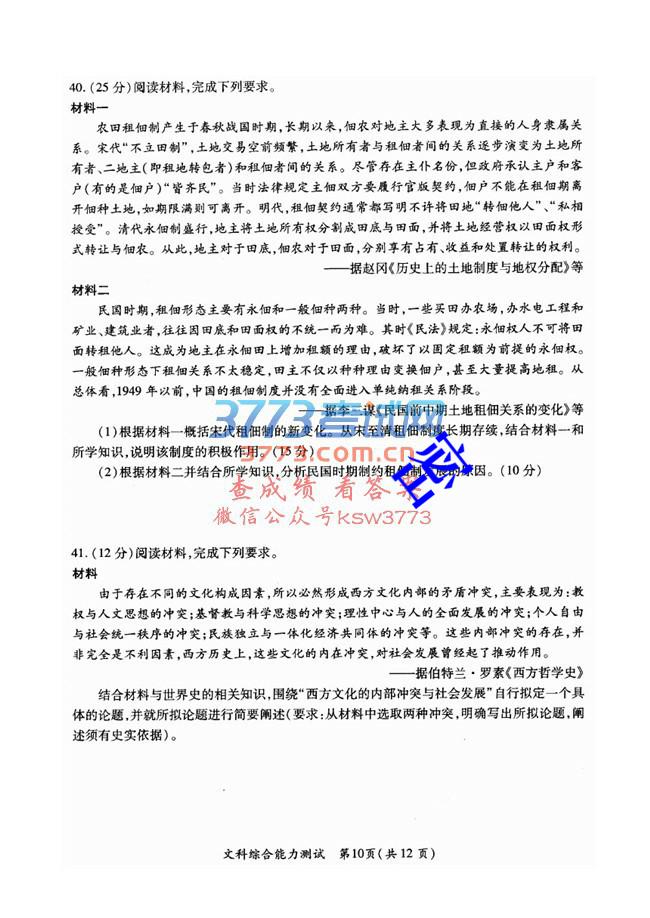 40.(25 分)阅读材料,完成下列要求。
材料一
农田租佃制产生于春秋战国时期,长期以来,佃农对地主大多表现为直接的人身隶属关
系。宋代“不立田制”,土地交易空前频繁,土地所有者与租佃者间的关系逐步演变为土地所
有者、二地主(即租地转包者)和租佃者间的关系。尽管存在主仆名份,但政府承认主户和客
户(有的是佃户)“皆齐民”。当时法律规定主佃双方要履行官版契约,佃户不能在租佃期离
开佃种土地,如期限满则可离开。明代,租佃契约通常都写明不许将田地“转佃他人”、“私相
授受”。清代永佃制盛行,地主将土地所有权分割成田底与田面,并将土地经营权以田面权形
式转让与佃农。从此,地主对于田底,佃农对于田面,分别享有占有、收益和处置转让的权利。
——据赵冈《历史上的土地制度与地权分配》等
材料二
民国时期,租佃形态主要有永佃和一般佃种两种。当时,一些买田办农场,办水电工程和
矿业、建筑业者,往往因田底和田面权的不统一而为难。其时《民法》规定:永佃权人不可将田
面转租他人。这成为地主在永佃田上增加租额的理由,破坏了以固定租额为前提的永佃权。
一般佃种形态下租佃关系不太稳定,田主不仅以种种理由变换佃户,甚至大量提高地租。从
总体看,1949 年以前,中国的租佃制度并没有全面进入单纯纳租关系阶段。
——据李三谋《民国前中期土地租佃关系的变化》等
(1)根据材料一概括宋代租佃制的新变化。从宋至清租佃制度长期存续,结合材料一和
所学知识,说明该制度的积极作用。(15 分)
(2)根据材料二并结合所学知识,分析民国时期制约租佃制发展的原因。(10 分)
3773考试网
www.3773.com.cn
查成绩 看答案
微信公众号ksw3773
密
41.(12 分)阅读材料,完成下列要求。
材料
由于存在不同的文化构成因素,所以必然形成西方文化内部的矛盾冲突,主要表现为:教
权与人文思想的冲突;基督教与科学思想的冲突;理性中心与人的全面发展的冲突;个人自由
与社会统一秩序的冲突;民族独立与一体化经济共同体的冲突等。这些内部冲突的存在,并
非完全是不利因素,西方历史上,这些文化的内在冲突,对社会发展曾经起了推动作用。
——据伯特兰·罗素《西方哲学史》
结合材料与世界史的相关知识,围绕“西方文化的内部冲突与社会发展”自行拟定一个具
体的论题,并就所拟论题进行简要阐述(要求:从材料中选取两种冲突,明确写出所拟论题,阐
述须有史实依据)。
文科综合能力测试 第10页(共 12 页)